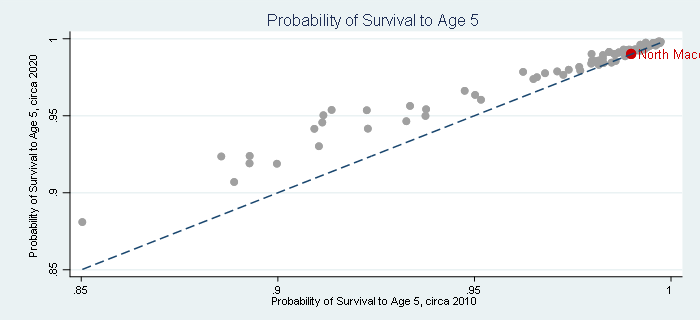 Probability of Survival to Age 5
Probability of Survival to Age 5, circa 2020
1
.95
.9
.85
North Mac
.85
.9
.95
1
Probability of Survival to Age 5, circa 2010